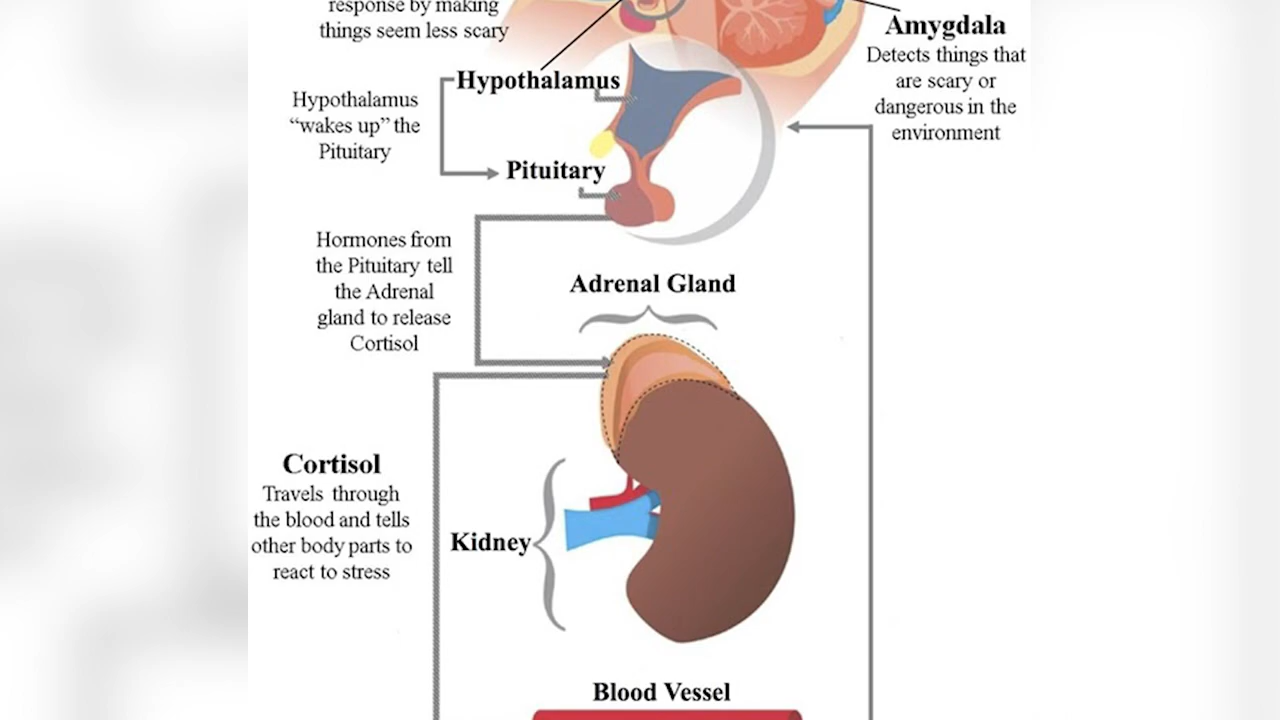 response by making
things seem less scary
Amygdala
Detects things that
are scary or
dangerous in the
environment
Hypothalamus
Hypothalamus
“wakes up” the
Pituitary
Pituitary
Hormones from
the Pituitary tell
the Adrenal
gland to release
Cortisol
Adrenal Gland
Cortisol
Travels through
the blood and tells
other body parts to
react to stress
Kidney
Blood Vessel